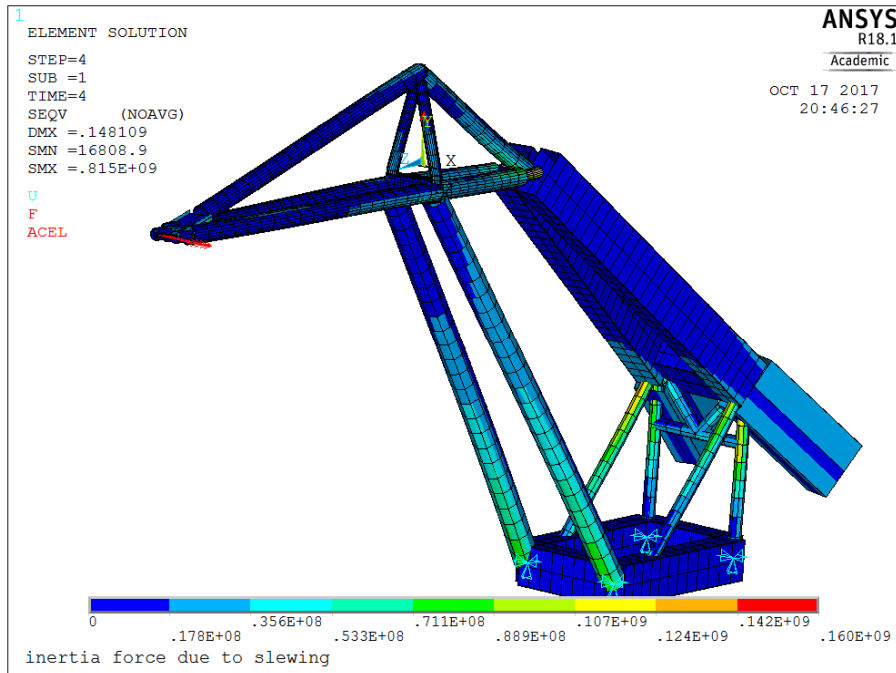 1
ELEMENT SOLUTION
STEP=4
SUB =1
TIME=4
SEQV (NOAVG)
DMX =.148109
SMN =16808.9
SMX =.815E+09
U
F
ACEL
ANSYS
R18.1
Academic
OCT 17 2017
20:46:27
Y
Z
X
0 .356E+08 .711E+08 .107E+09 .142E+09
.178E+08 .533E+08 .889E+08 .124E+09 .160E+09
inertia force due to slewing